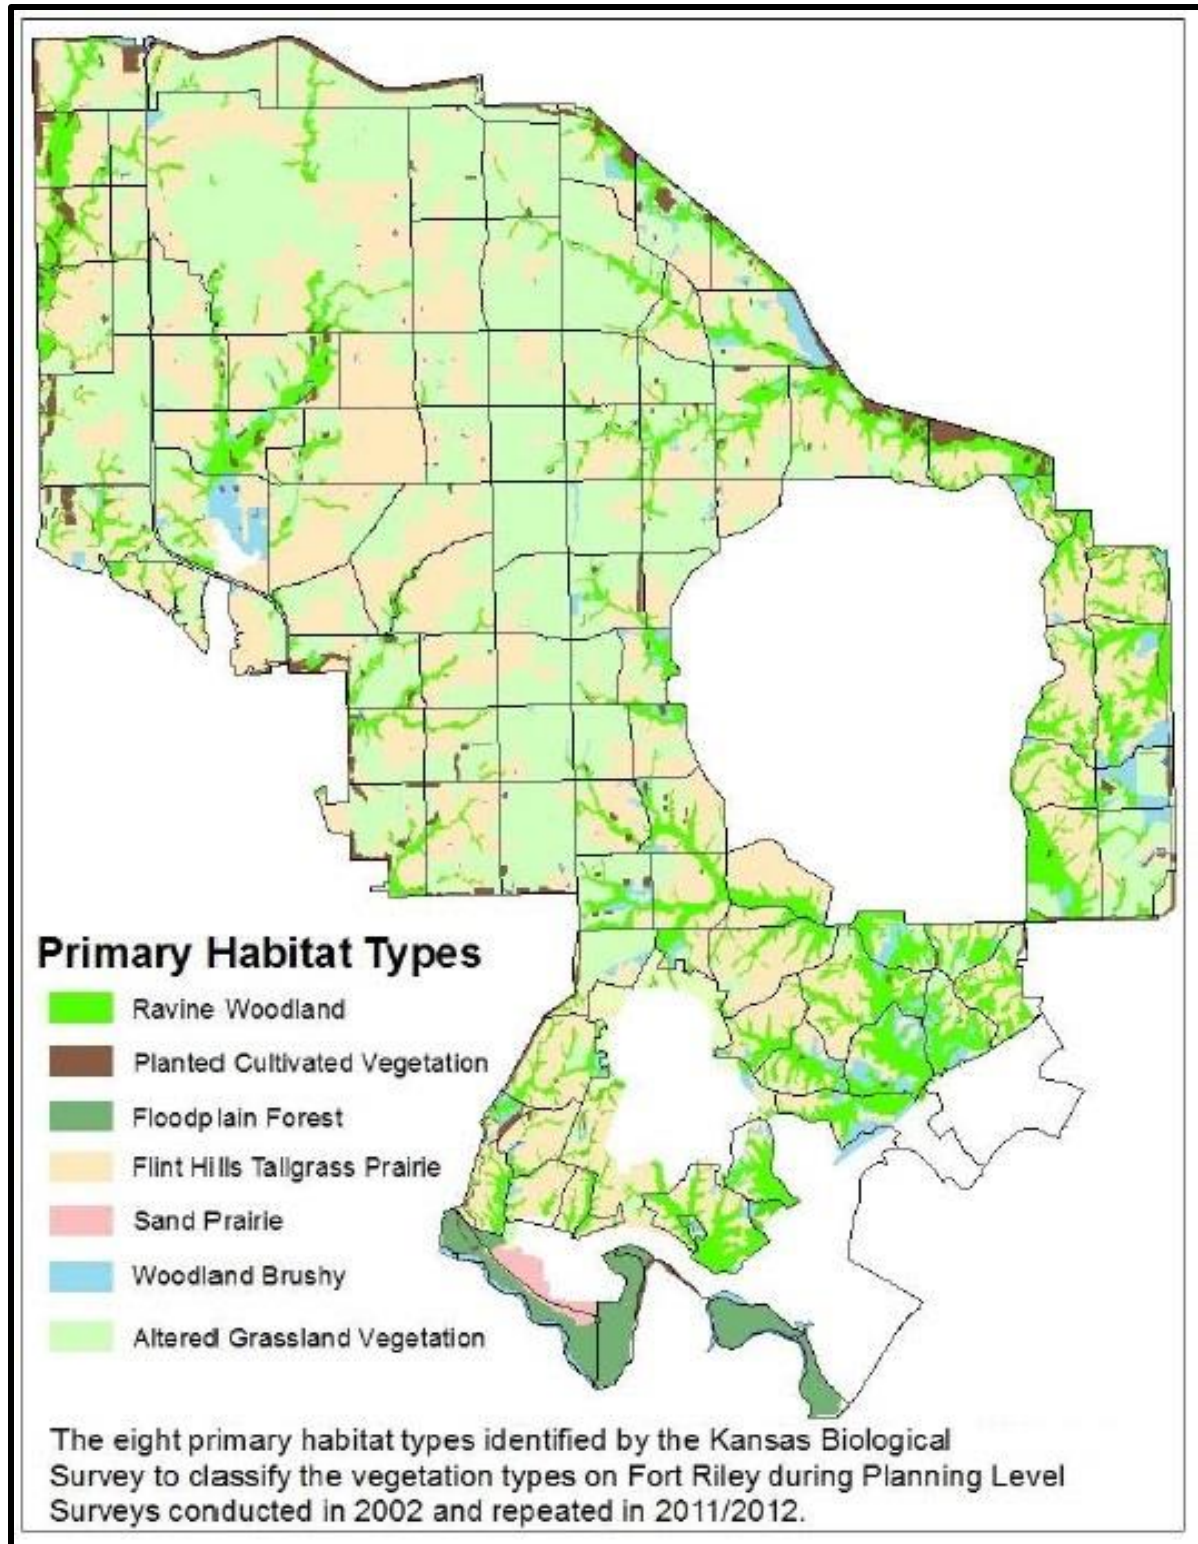 Primary Habitat Types
Ravine Woodland
Planted Cultivated Vegetation
Floodplain Forest
Flint Hills Tallgrass Prairie
Sand Prairie
Woodland Brushy
Altered Grassland Vegetation
The eight primary habitat types identified by the Kansas Biological
Survey to classify the vegetation types on Fort Riley during Planning Level
Surveys conducted in 2002 and repeated in 2011/2012.